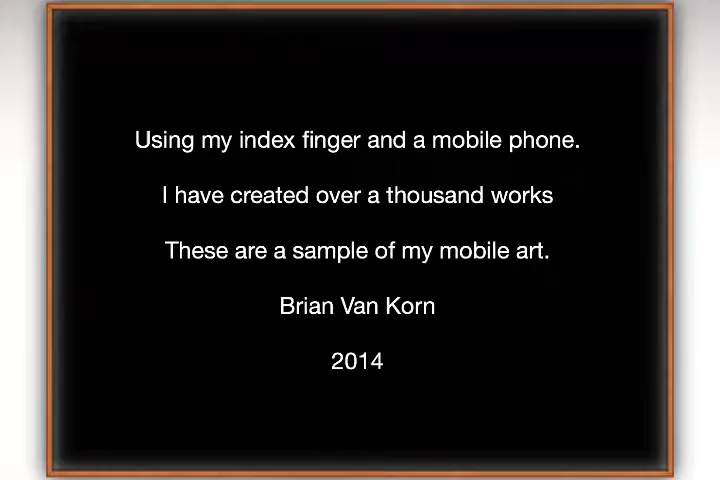 Using my index finger and a mobile phone.
I have created over a thousand works
These are a sample of my mobile art.
Brian Van Korn
2014